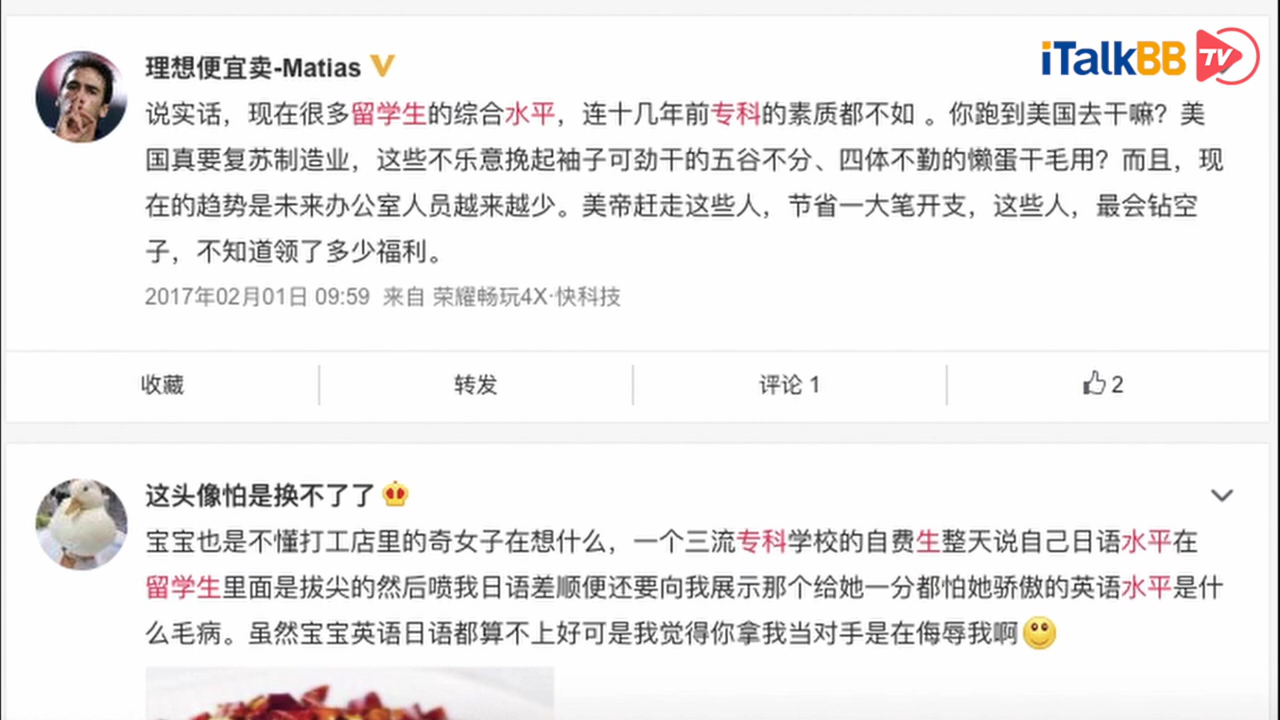 iTalkBB TV
理想便宜卖-Matias
说实话，现在很多留学生的综合水平，连十几年前专科的素质都不如 。你跑到美国去干嘛？美
国真要复苏制造业，这些不乐意挽起袖子可劲干的五谷不分、四体不勤的懒蛋干毛用？而且，现
在的趋势是未来办公室人员越来越少。美帝赶走这些人，节省一大笔开支，这些人，最会钻空
子，不知道领了多少福利。
2017年02月01日 09:59 来自 荣耀畅玩4X·快科技
收藏 转发 评论 1 2
这头像怕是换不了了
宝宝也是不懂打工店里的奇女子在想什么，一个三流专科学校的自费生整天说自己日语水平在
留学生里面是拔尖的然后喷我日语差顺便还要向我展示那个给她一分都怕她骄傲的英语水平是什
么毛病。虽然宝宝英语日语都算不上好可是我觉得你拿我当对手是在侮辱我啊